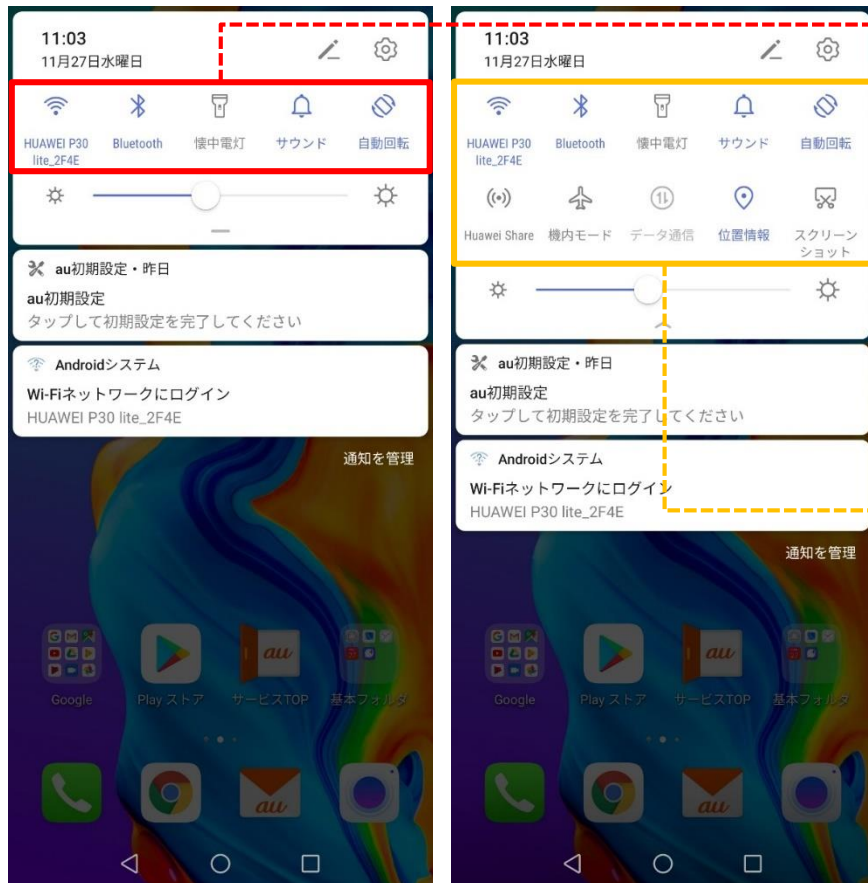 11:03
11月27日水曜日
HUAWEI P30
lite_2F4E
Bluetooth
懐中電灯
サウンド
自動回転
au初期設定・昨日
au初期設定
タップして初期設定を完了してください
Androidシステム
Wi-Fiネットワークにログイン
HUAWEI P30 lite_2F4E
通知を管理
au
Google
Play ストア
サービスTOP
基本フォルダ
au
11:03
11月27日水曜日
HUAWEI P30
lite_2F4E
Bluetooth
懐中電灯
サウンド
自動回転
Huawei Share
機内モード
データ通信
位置情報
スクリーン
ショット
au初期設定・昨日
au初期設定
タップして初期設定を完了してください
Androidシステム
Wi-Fiネットワークにログイン
HUAWEI P30 lite_2F4E
通知を管理
au
Google
Play ストア
サービスTOP
基本フォルダ
au